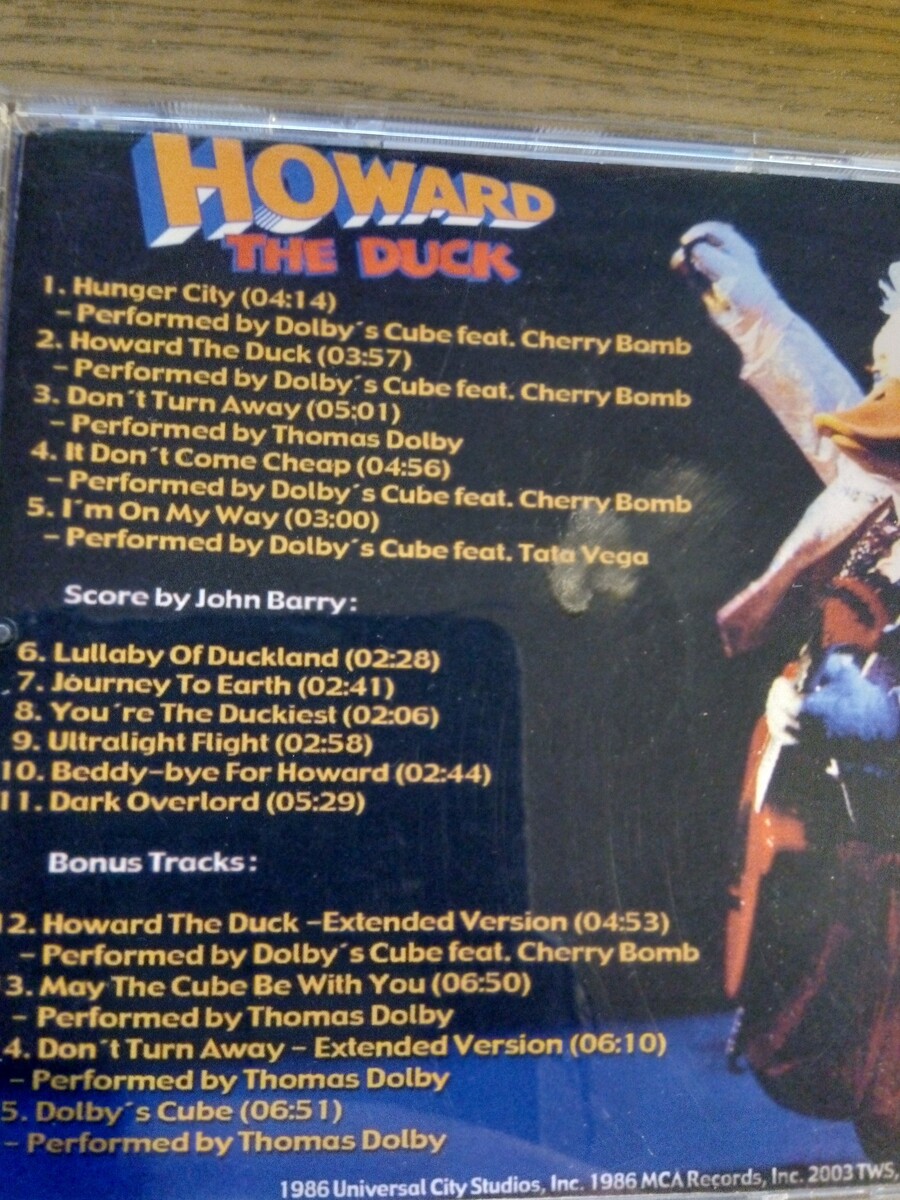 HOWARD
THE DUCK
1. Hunger City (04:14)
- Performed by Dolby´s Cube feat. Cherry Bomb
2. Howard The Duck (03:57)
- Performed by Dolby´s Cube feat. Cherry Bomb
3. Don´t Turn Away (05:01)
- Performed by Thomas Dolby
4. It Don´t Come Cheap (04:56)
- Performed by Dolby´s Cube feat. Cherry Bomb
5. I´m On My Way (03:00)
- Performed by Dolby´s Cube feat. Tata Vega
Score by John Barry:
6. Lullaby Of Duckland (02:28)
7. Journey To Earth (02:41)
8. You´re The Duckiest (02:06)
9. Ultralight Flight (02:58)
10. Beddy-bye For Howard (02:44)
11. Dark Overlord (05:29)
Bonus Tracks:
12. Howard The Duck -Extended Version (04:53)
- Performed by Dolby´s Cube feat. Cherry Bomb
3. May The Cube Be With You (06:50)
- Performed by Thomas Dolby
4. Don´t Turn Away - Extended Version (06:10)
- Performed by Thomas Dolby
5. Dolby´s Cube (06:51)
- Performed by Thomas Dolby
1986 Universal City Studios, Inc. 1986 MCA Records, Inc. 2003 TWS,